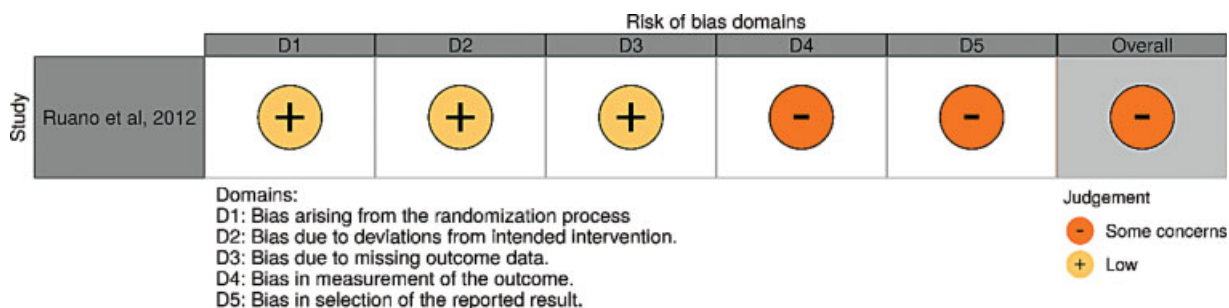 Risk of bias domains
D1 D2 D3 D4 D5 Overall
Study
Ruano et al, 2012 + + + - - -
Domains:
D1: Bias arising from the randomization process
D2: Bias due to deviations from intended intervention.
D3: Bias due to missing outcome data.
D4: Bias in measurement of the outcome.
D5: Bias in selection of the reported result.
Judgement
- Some concerns
+ Low